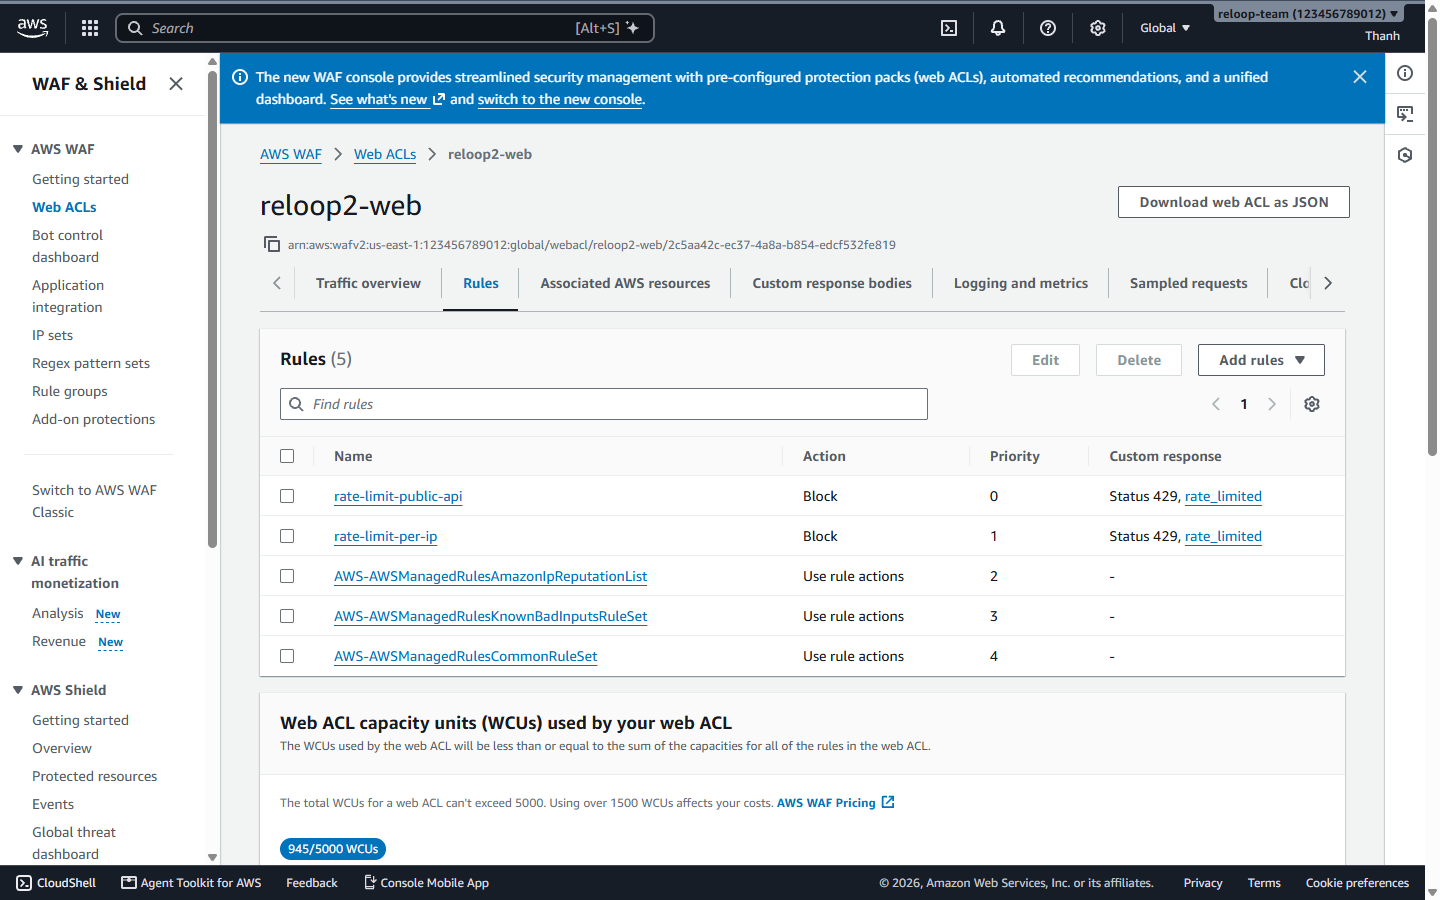 aws
Search
[Alt+S]
Global
reloop-team (123456789012)
Thanh
WAF & Shield
AWS WAF
Getting started
Web ACLs
Bot control
dashboard
Application
integration
IP sets
Regex pattern sets
Rule groups
Add-on protections
Switch to AWS WAF
Classic
AI traffic
monetization
Analysis New
Revenue New
AWS Shield
Getting started
Overview
Protected resources
Events
Global threat
dashboard
The new WAF console provides streamlined security management with pre-configured protection packs (web ACLs), automated recommendations, and a unified
dashboard. See what's new and switch to the new console.
AWS WAF
Web ACLs
reloop2-web
reloop2-web
Download web ACL as JSON
arn:aws:wafv2:us-east-1:123456789012:global/webacl/reloop2-web/2c5aa42c-ec37-4a8a-b854-edcf532fe819
Traffic overview
Rules
Associated AWS resources
Custom response bodies
Logging and metrics
Sampled requests
Clo
Rules (5)
Edit
Delete
Add rules
Find rules
1
Name Action Priority Custom response
rate-limit-public-api Block 0 Status 429, rate_limited
rate-limit-per-ip Block 1 Status 429, rate_limited
AWS-AWSManagedRulesAmazonIpReputationList Use rule actions 2 -
AWS-AWSManagedRulesKnownBadInputsRuleSet Use rule actions 3 -
AWS-AWSManagedRulesCommonRuleSet Use rule actions 4 -
Web ACL capacity units (WCUs) used by your web ACL
The WCUs used by the web ACL will be less than or equal to the sum of the capacities for all of the rules in the web ACL.
The total WCUs for a web ACL can't exceed 5000. Using over 1500 WCUs affects your costs. AWS WAF Pricing
945/5000 WCUs
CloudShell
Agent Toolkit for AWS
Feedback
Console Mobile App
© 2026, Amazon Web Services, Inc. or its affiliates.
Privacy
Terms
Cookie preferences